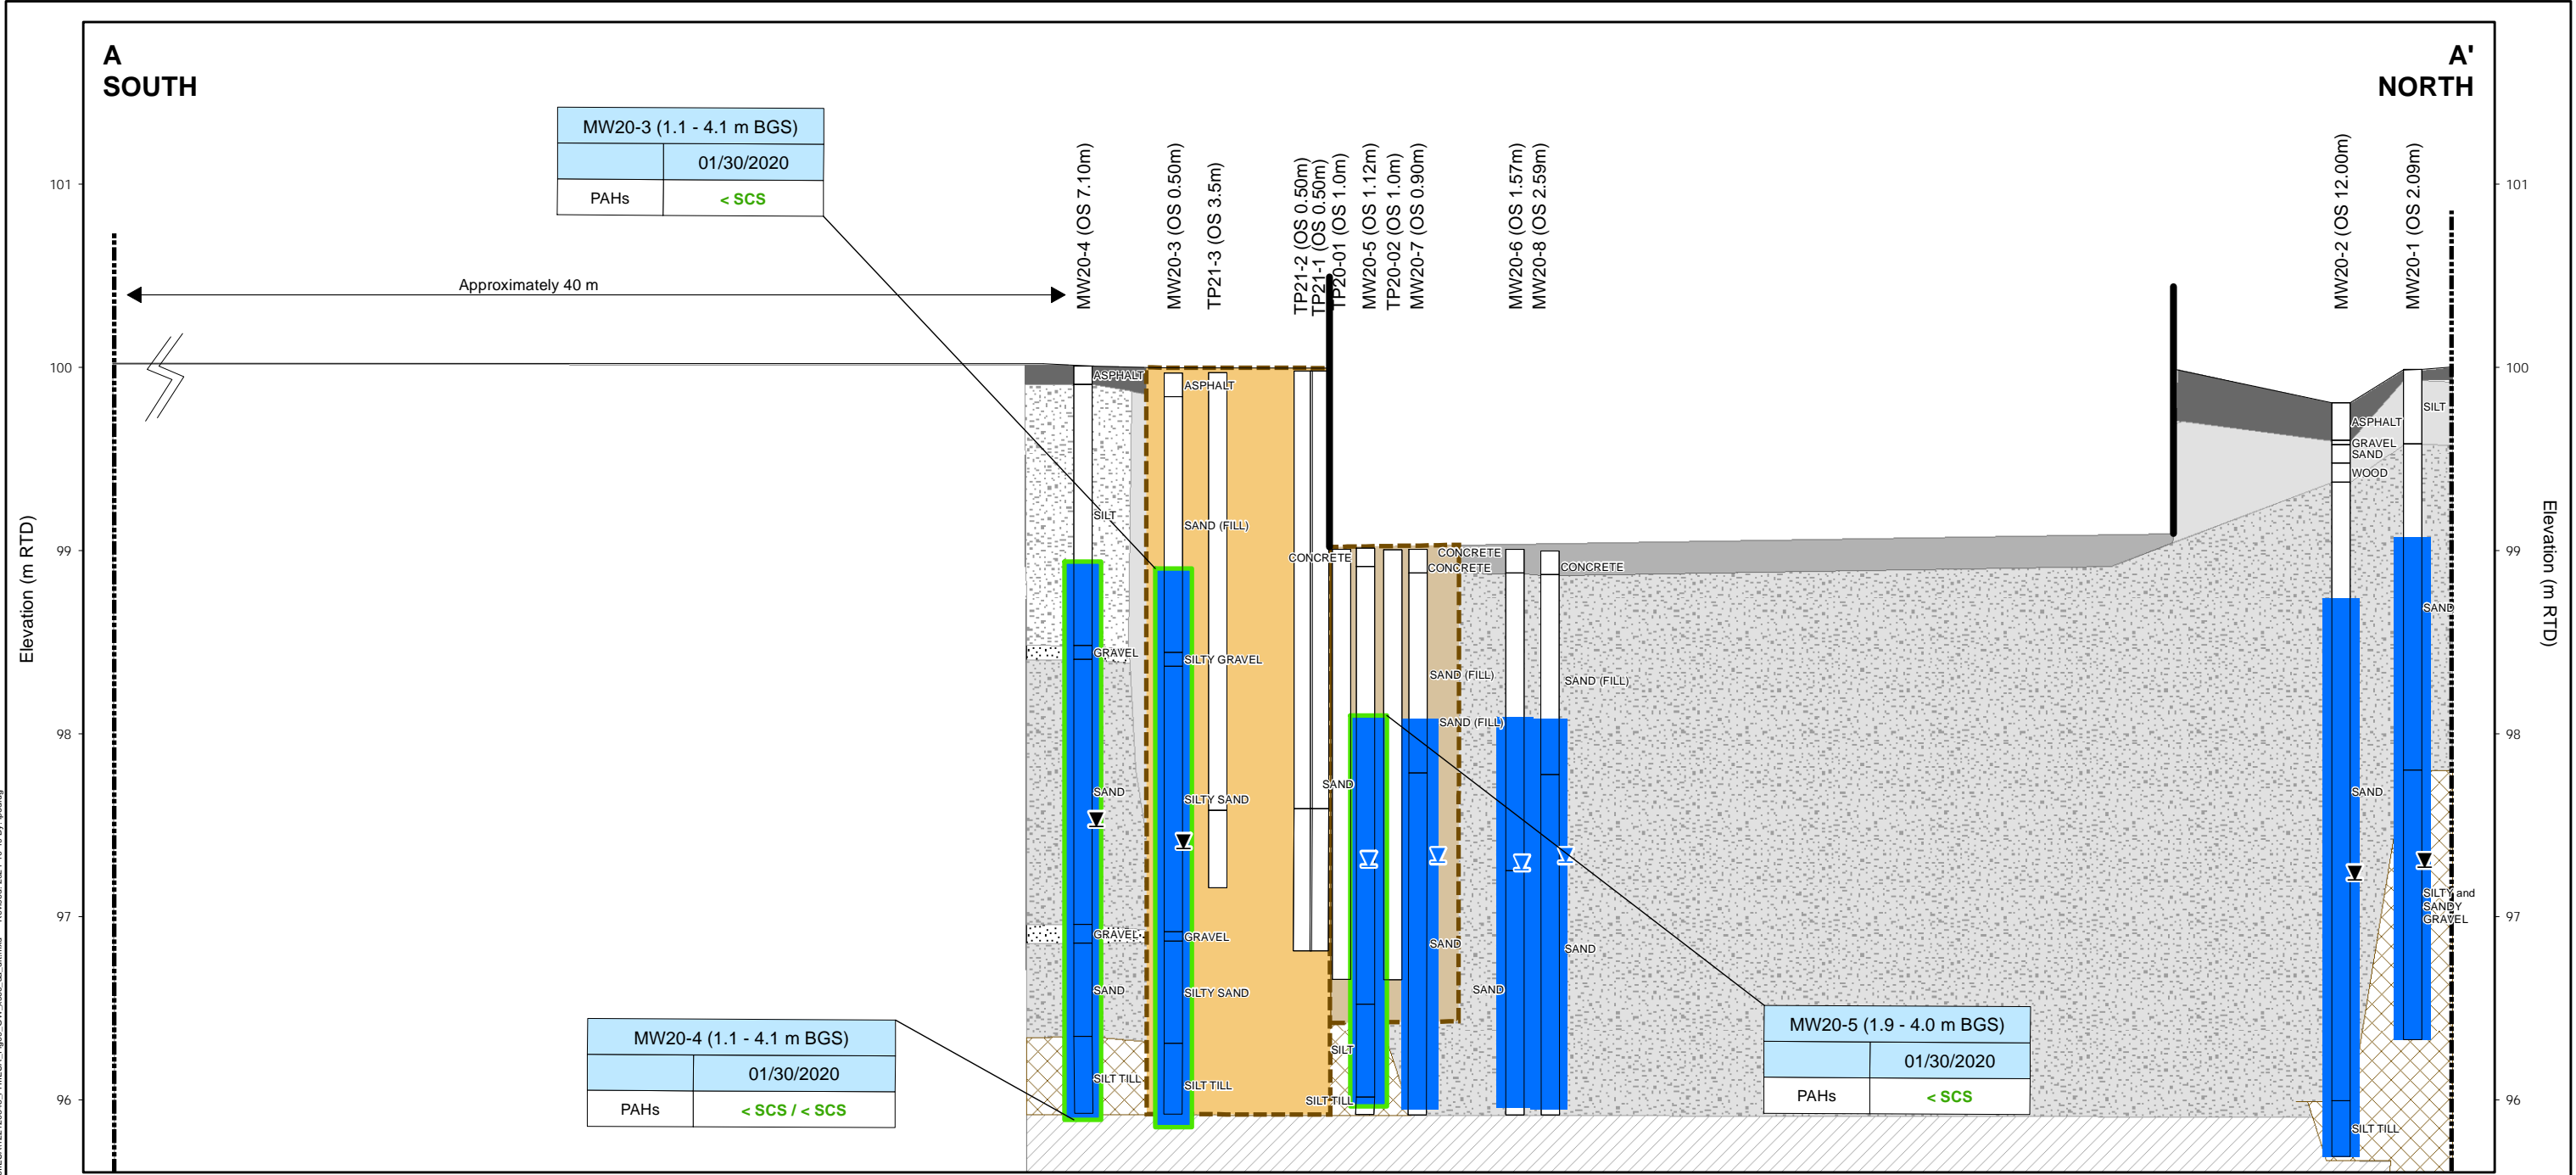 A
SOUTH
A'
NORTH
MW20-3 (1.1 - 4.1 m BGS)
01/30/2020
PAHs
< SCS
MW20-4 (OS 7.10m)
MW20-3 (OS 0.50m)
TP21-3 (OS 3.5m)
TP21-2 (OS 0.50m)
TP21-1 (OS 0.50m)
TP20-01 (OS 1.0m)
MW20-5 (OS 1.12m)
TP20-02 (OS 1.0m)
MW20-7 (OS 0.90m)
MW20-6 (OS 1.57m)
MW20-8 (OS 2.59m)
MW20-2 (OS 12.00m)
MW20-1 (OS 2.09m)
Approximately 40 m
Elevation (m RTD)
101
100
99
98
97
96
ASPHALT
SILT
GRAVEL
SAND
GRAVEL
SAND
SILT TILL
ASPHALT
SAND (FILL)
SILTY GRAVEL
SILTY SAND
GRAVEL
SILTY SAND
SILT TILL
CONCRETE
SAND
SILT
SILT TILL
CONCRETE
CONCRETE
SAND (FILL)
SAND (FILL)
SAND
SAND
CONCRETE
SAND (FILL)
SAND
ASPHALT
GRAVEL
SAND
WOOD
SAND
SILT TILL
SILT
SAND
SILTY and
SANDY
GRAVEL
101
100
99
98
97
96
Elevation (m RTD)
MW20-4 (1.1 - 4.1 m BGS)
01/30/2020
PAHs
< SCS / < SCS
MW20-5 (1.9 - 4.0 m BGS)
01/30/2020
PAHs
< SCS